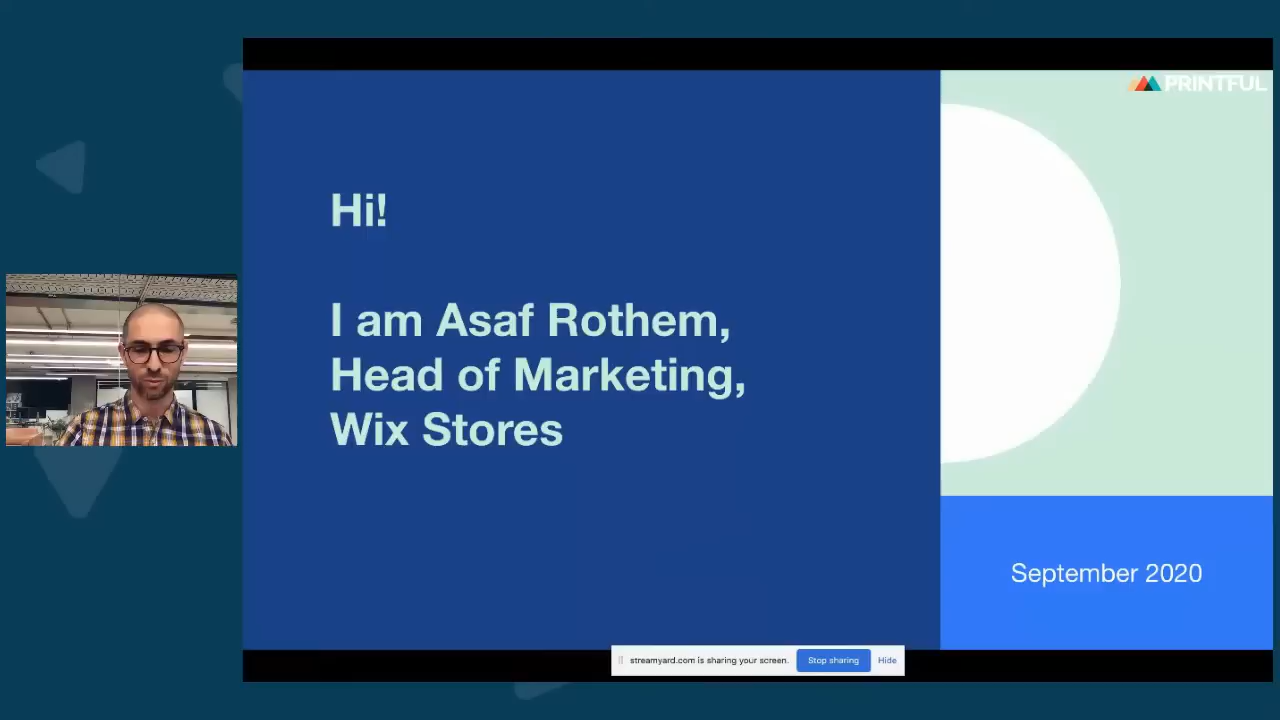 PRINTFUL
Hi!
I am Asaf Rothem,
Head of Marketing,
Wix Stores
September 2020
streamyard.com is sharing your screen.
Stop sharing
Hide